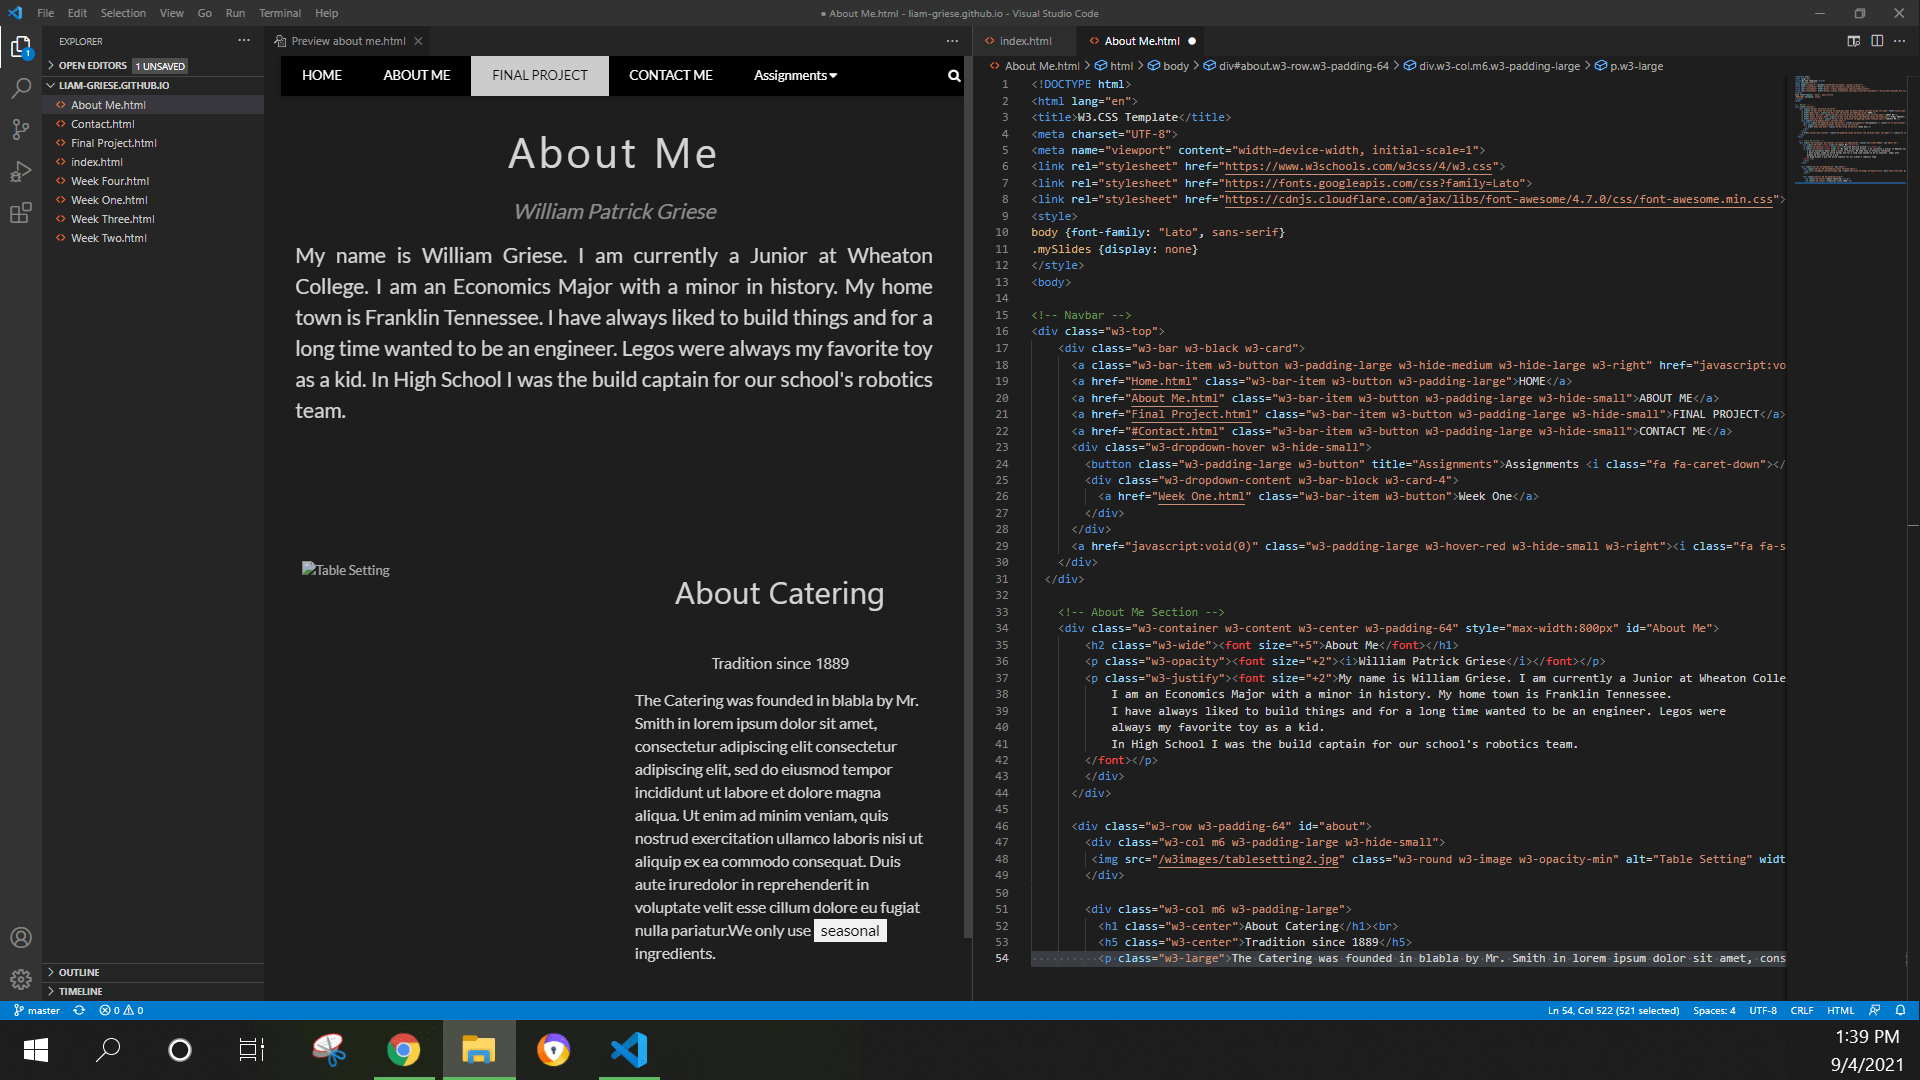 File Edit Selection View Go Run Terminal Help
● About Me.html - liam-griese.github.io - Visual Studio Code
EXPLORER
OPEN EDITORS 1 UNSAVED
LIAM-GRIESE.GITHUB.IO
About Me.html
Contact.html
Final Project.html
index.html
Week Four.html
Week One.html
Week Three.html
Week Two.html
OUTLINE
TIMELINE
1
Preview about me.html
HOME ABOUT ME FINAL PROJECT CONTACT ME Assignments
About Me
William Patrick Griese
My name is William Griese. I am currently a Junior at Wheaton
College. I am an Economics Major with a minor in history. My home
town is Franklin Tennessee. I have always liked to build things and for a
long time wanted to be an engineer. Legos were always my favorite toy
as a kid. In High School I was the build captain for our school's robotics
team.
Table Setting
About Catering
Tradition since 1889
The Catering was founded in blabla by Mr.
Smith in lorem ipsum dolor sit amet,
consectetur adipiscing elit consectetur
adipiscing elit, sed do eiusmod tempor
incididunt ut labore et dolore magna
aliqua. Ut enim ad minim veniam, quis
nostrud exercitation ullamco laboris nisi ut
aliquip ex ea commodo consequat. Duis
aute iruredolor in reprehenderit in
voluptate velit esse cillum dolore eu fugiat
nulla pariatur.We only use seasonal
ingredients.
index.html About Me.html ●
About Me.html > html > body > div#about.w3-row.w3-padding-64 > div.w3-col.m6.w3-padding-large > p.w3-large
1 <!DOCTYPE html>
2 <html lang="en">
3 <title>W3.CSS Template</title>
4 <meta charset="UTF-8">
5 <meta name="viewport" content="width=device-width, initial-scale=1">
6 <link rel="stylesheet" href="https://www.w3schools.com/w3css/4/w3.css">
7 <link rel="stylesheet" href="https://fonts.googleapis.com/css?family=Lato">
8 <link rel="stylesheet" href="https://cdnjs.cloudflare.com/ajax/libs/font-awesome/4.7.0/css/font-awesome.min.css">
9 <style>
10 body {font-family: "Lato", sans-serif}
11 .mySlides {display: none}
12 </style>
13 <body>
14
15 <!-- Navbar -->
16 <div class="w3-top">
17 <div class="w3-bar w3-black w3-card">
18 <a class="w3-bar-item w3-button w3-padding-large w3-hide-medium w3-hide-large w3-right" href="javascript:vo
19 <a href="Home.html" class="w3-bar-item w3-button w3-padding-large">HOME</a>
20 <a href="About Me.html" class="w3-bar-item w3-button w3-padding-large w3-hide-small">ABOUT ME</a>
21 <a href="Final Project.html" class="w3-bar-item w3-button w3-padding-large w3-hide-small">FINAL PROJECT</a>
22 <a href="#Contact.html" class="w3-bar-item w3-button w3-padding-large w3-hide-small">CONTACT ME</a>
23 <div class="w3-dropdown-hover w3-hide-small">
24 <button class="w3-padding-large w3-button" title="Assignments">Assignments <i class="fa fa-caret-down"></
25 <div class="w3-dropdown-content w3-bar-block w3-card-4">
26 <a href="Week One.html" class="w3-bar-item w3-button">Week One</a>
27 </div>
28 </div>
29 <a href="javascript:void(0)" class="w3-padding-large w3-hover-red w3-hide-small w3-right"><i class="fa fa-s
30 </div>
31 </div>
32
33 <!-- About Me Section -->
34 <div class="w3-container w3-content w3-center w3-padding-64" style="max-width:800px" id="About Me">
35 <h2 class="w3-wide"><font size="+5">About Me</font></h1>
36 <p class="w3-opacity"><font size="+2"><i>William Patrick Griese</i></font></p>
37 <p class="w3-justify"><font size="+2">My name is William Griese. I am currently a Junior at Wheaton Colle
38 I am an Economics Major with a minor in history. My home town is Franklin Tennessee.
39 I have always liked to build things and for a long time wanted to be an engineer. Legos were
40 always my favorite toy as a kid.
41 In High School I was the build captain for our school's robotics team.
42 </font></p>
43 </div>
44 </div>
45
46 <div class="w3-row w3-padding-64" id="about">
47 <div class="w3-col m6 w3-padding-large w3-hide-small">
48 <img src="/w3images/tablesetting2.jpg" class="w3-round w3-image w3-opacity-min" alt="Table Setting" widt
49 </div>
50
51 <div class="w3-col m6 w3-padding-large">
52 <h1 class="w3-center">About Catering</h1><br>
53 <h5 class="w3-center">Tradition since 1889</h5>
54 <p class="w3-large">The Catering was founded in blabla by Mr. Smith in lorem ipsum dolor sit amet, cons
master 0 0
Ln 54, Col 522 (521 selected) Spaces: 4 UTF-8 CRLF HTML
1:39 PM
9/4/2021